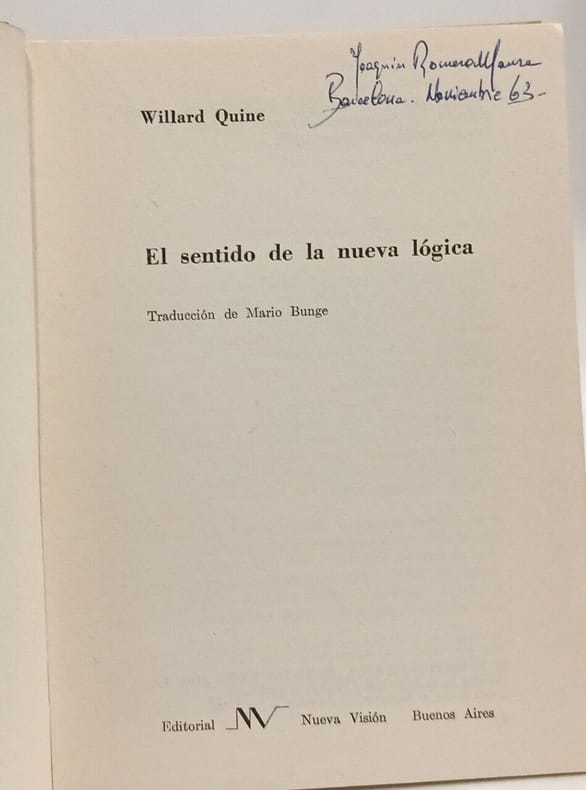 Joaquín Romero Maura
Barcelona. Noviembre 63-
Willard Quine
El sentido de la nueva lógica
Traducción de Mario Bunge
Editorial NV Nueva Visión Buenos Aires